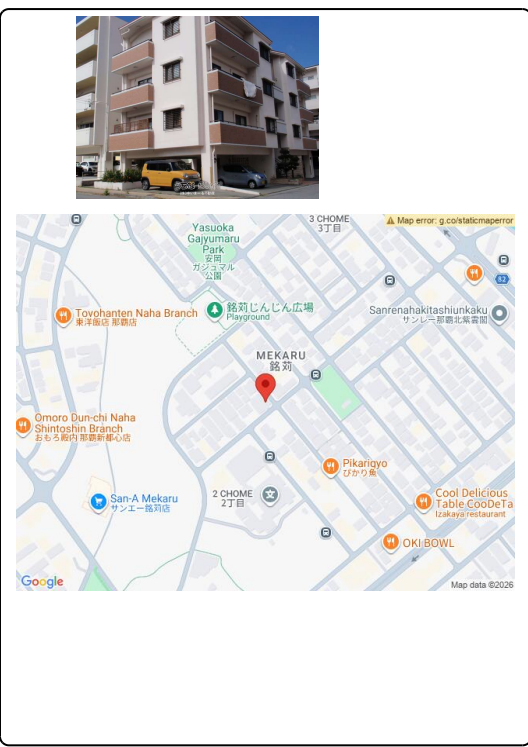 3 CHOME
3丁目
Map error: g.co/staticmaperror
Yasuoka
Gajyumaru
Park
安岡
ガジュマル
公園
82
Toyohanten Naha Branch
東洋飯店 那覇店
銘苅じんじん広場
Playground
Sanrenahakitashiunkaku
サンレー那覇北紫雲閣
MEKARU
銘苅
Omoro Dun-chi Naha
Shintoshin Branch
おもろ殿内 那覇新都心店
Pikarigyo
ぴかり魚
San-A Mekaru
サンエー銘苅店
2 CHOME
2丁目
Cool Delicious
Table CooDeTa
Izakaya restaurant
OKI BOWL
Google
Map data ©2026